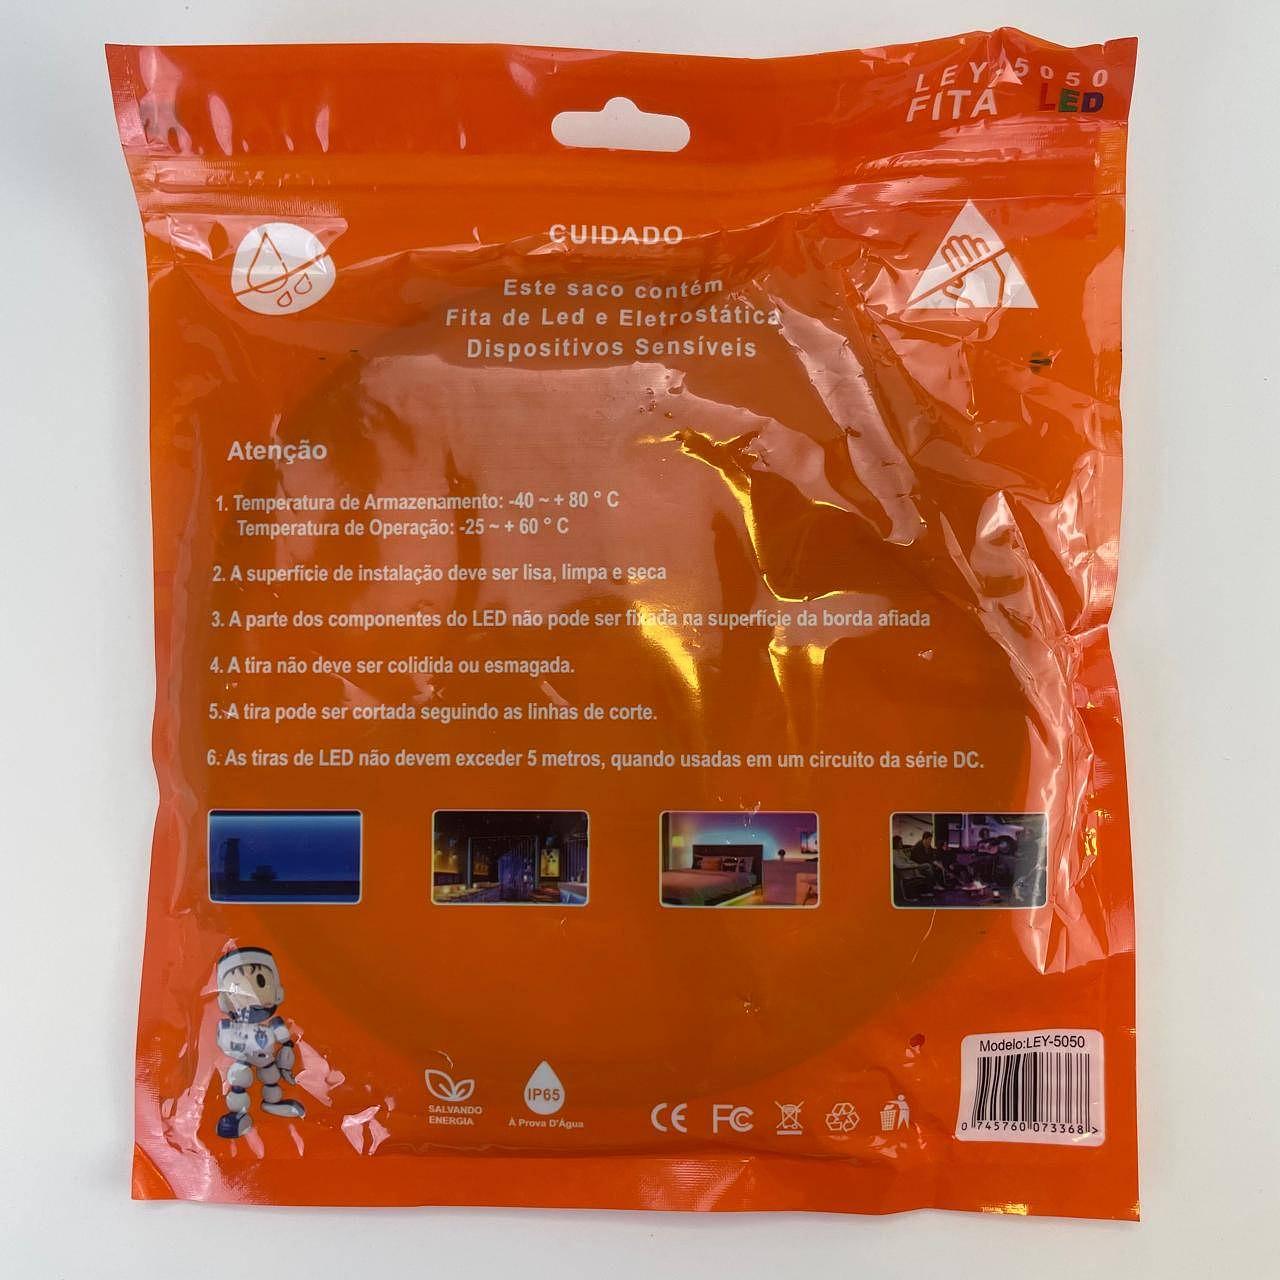 LEY-5050
FITA LED
CUIDADO
Este saco contém
Fita de Led e Eletrostática
Dispositivos Sensíveis
Atenção
1. Temperatura de Armazenamento: -40 ~ + 80 ° C
Temperatura de Operação: -25 ~ + 60 ° C
2. A superfície de instalação deve ser lisa, limpa e seca
3. A parte dos componentes do LED não pode ser fixada na superfície da borda afiada
4. A tira não deve ser colidida ou esmagada.
5. A tira pode ser cortada seguindo as linhas de corte.
6. As tiras de LED não devem exceder 5 metros, quando usadas em um circuito da série DC.
SALVANDO
ENERGIA
IP65
À Prova D'Água
CE FC
Modelo:LEY-5050
0 745760 073368 >